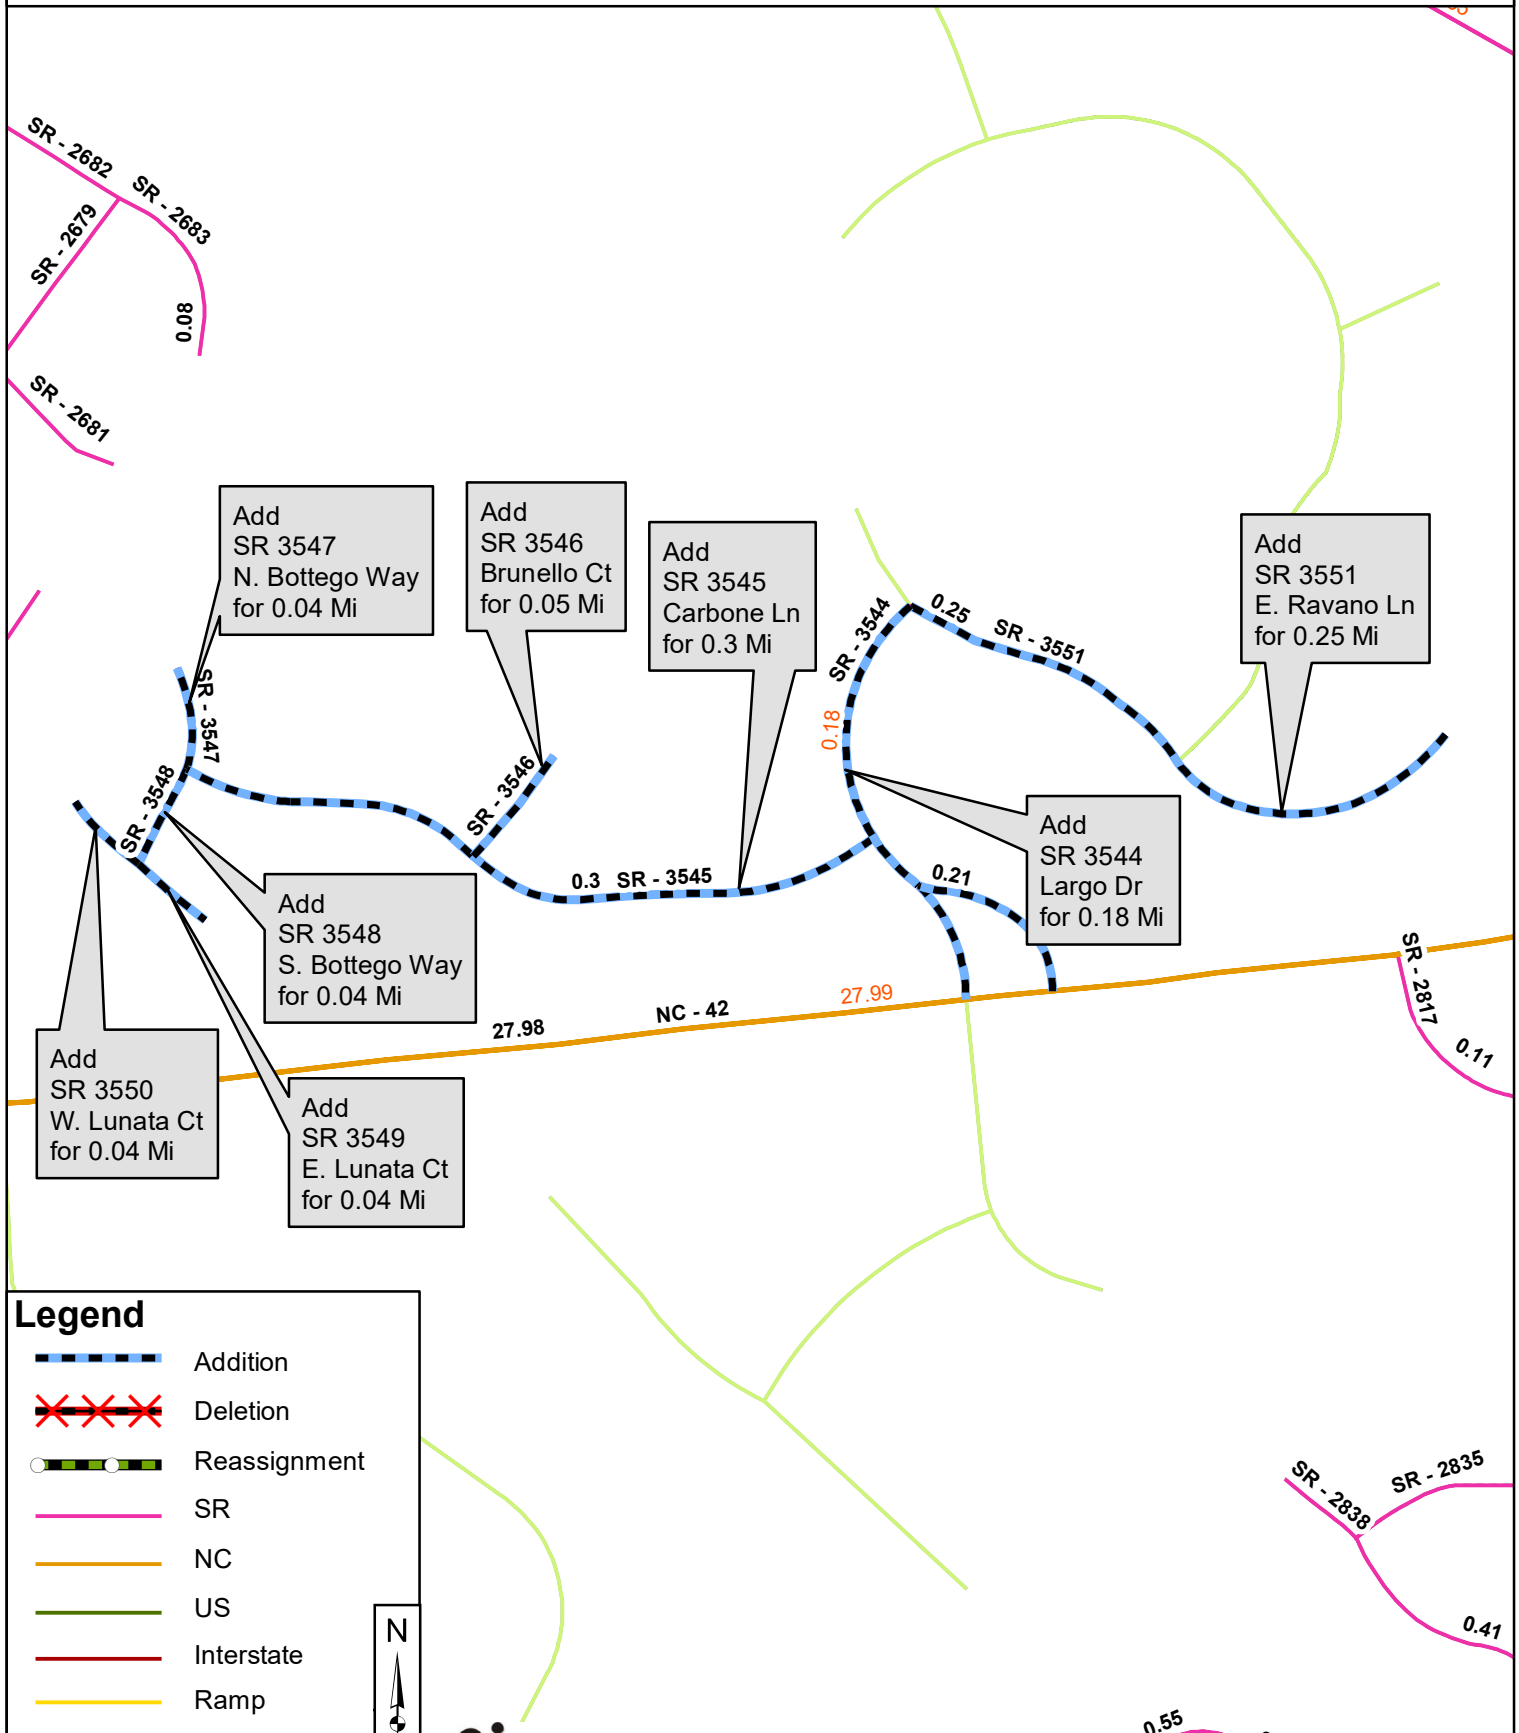 SR - 2682
SR - 2683
SR - 2679
0.08
SR - 2681
Add
SR 3547
N. Bottego Way
for 0.04 Mi
Add
SR 3546
Brunello Ct
for 0.05 Mi
Add
SR 3545
Carbone Ln
for 0.3 Mi
Add
SR 3551
E. Ravano Ln
for 0.25 Mi
SR - 3544
0.25
SR - 3551
0.18
SR - 3547
SR - 3548
SR - 3546
0.3 SR - 3545
0.21
Add
SR 3544
Largo Dr
for 0.18 Mi
Add
SR 3548
S. Bottego Way
for 0.04 Mi
27.98
NC - 42
27.99
SR - 2817
0.11
Add
SR 3550
W. Lunata Ct
for 0.04 Mi
Add
SR 3549
E. Lunata Ct
for 0.04 Mi
Legend
Addition
Deletion
Reassignment
SR
NC
US
Interstate
Ramp
N
SR - 2838
SR - 2835
0.41
0.55